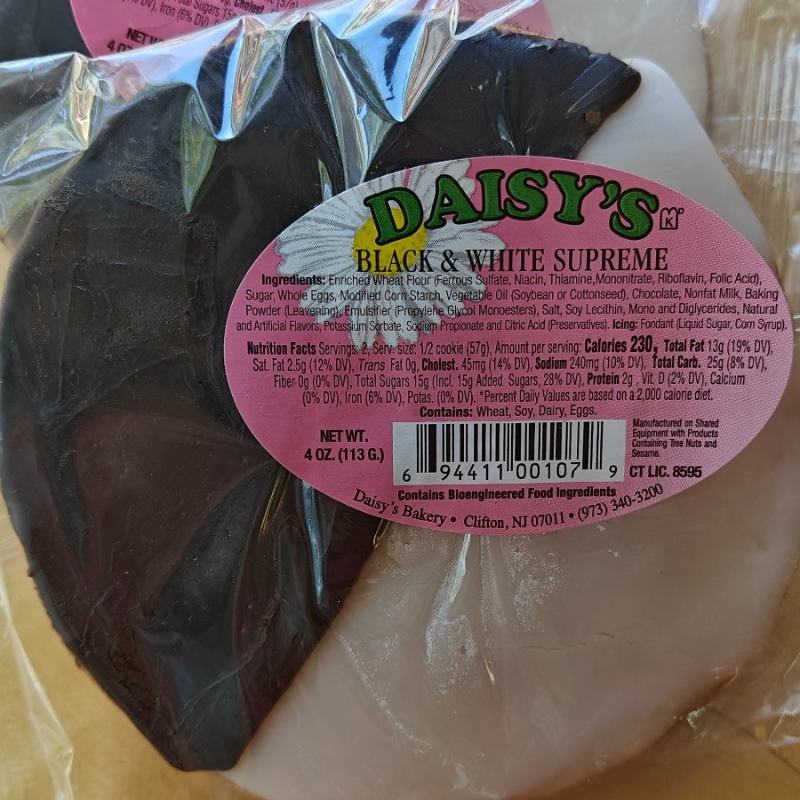 Iron (6% DV)
NET WT.
DAISY'S
K D
BLACK & WHITE SUPREME
Ingredients: Enriched Wheat Flour (Ferrous Sulfate, Niacin, Thiamine,Mononitrate, Riboflavin, Folic Acid),
Sugar, Whole Eggs, Modified Corn Starch, Vegetable Oil (Soybean or Cottonseed), Chocolate, Nonfat Milk, Baking
Powder (Leavening), Emulsifier (Propylene Glycol Monoesters), Salt, Soy Lecithin, Mono and Diglycerides, Natural
and Artificial Flavors, Potassium Sorbate, Sodium Propionate and Citric Acid (Preservatives). Icing: Fondant (Liquid Sugar, Corn Syrup).
Nutrition Facts Servings: 2, Serv. size: 1/2 cookie (57g), Amount per serving: Calories 230, Total Fat 13g (19% DV),
Sat. Fat 2.5g (12% DV), Trans Fat 0g, Cholest. 45mg (14% DV), Sodium 240mg (10% DV), Total Carb. 25g (8% DV),
Fiber 0g (0% DV), Total Sugars 15g (Incl. 15g Added Sugars, 28% DV), Protein 2g , Vit. D (2% DV), Calcium
(0% DV), Iron (6% DV), Potas. (0% DV). *Percent Daily Values are based on a 2,000 calorie diet.
Contains: Wheat, Soy, Dairy, Eggs.
NET WT.
4 OZ. (113 G.)
6 94411 00107 9
Manufactured on Shared
Equipment with Products
Containing Tree Nuts and
Sesame.
CT LIC. 8595
Contains Bioengineered Food Ingredients
Daisy's Bakery • Clifton, NJ 07011 • (973) 340-3200